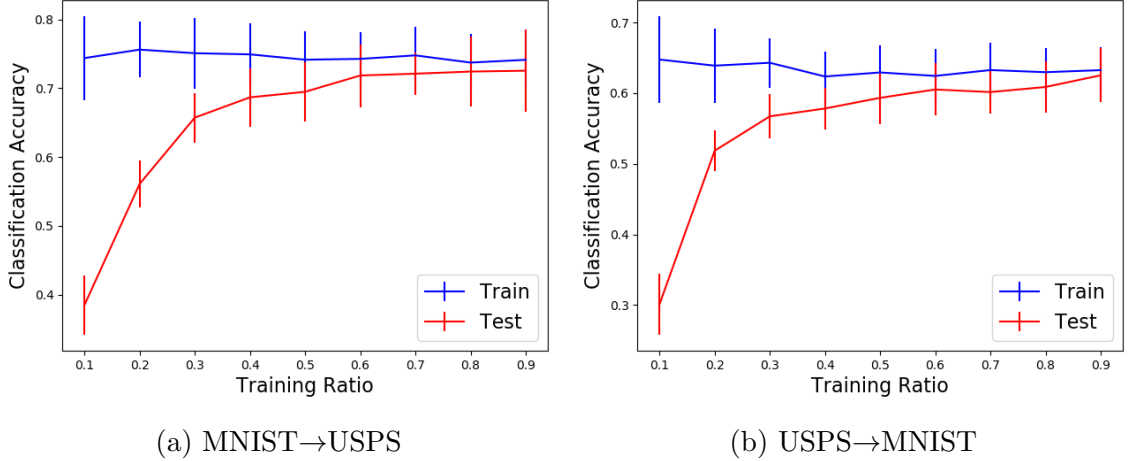 0.8
0.7
0.6
0.5
0.4
Classification Accuracy
0.1 0.2 0.3 0.4 0.5 0.6 0.7 0.8 0.9
Training Ratio
Train
Test
(a) MNIST→USPS
0.7
0.6
0.5
0.4
0.3
Classification Accuracy
0.1 0.2 0.3 0.4 0.5 0.6 0.7 0.8 0.9
Training Ratio
Train
Test
(b) USPS→MNIST